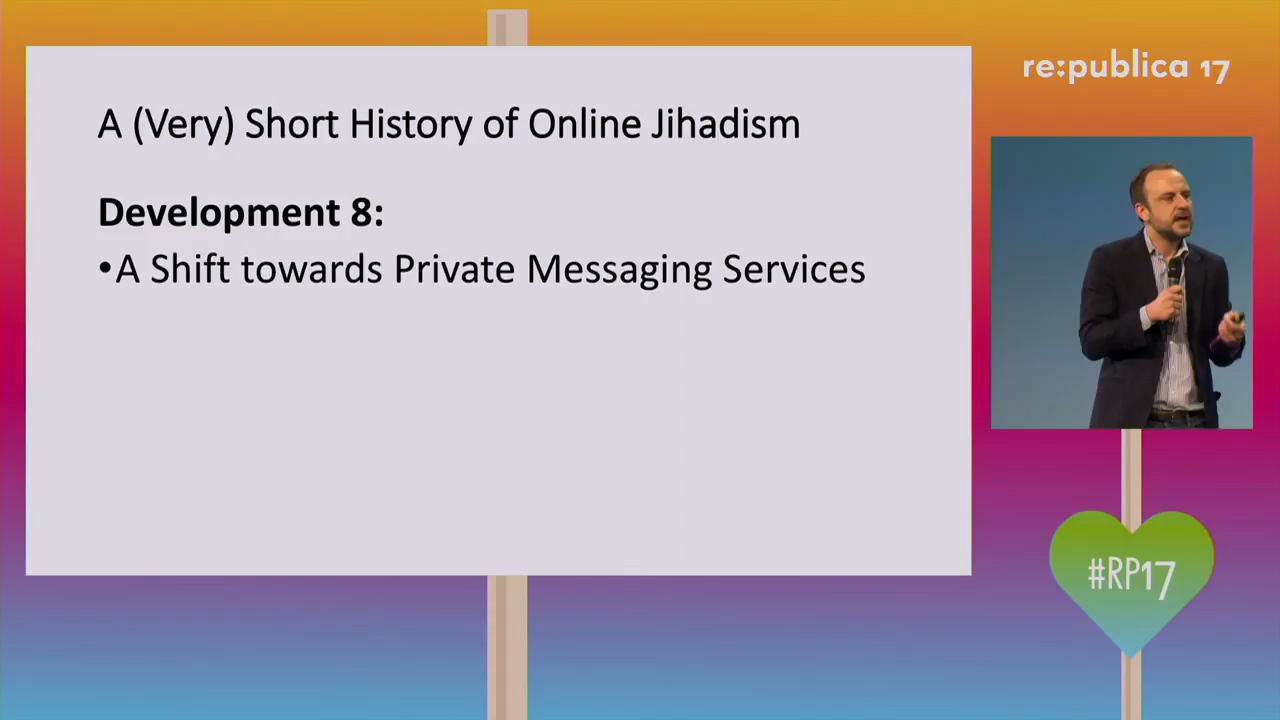 re:publica 17
A (Very) Short History of Online Jihadism
Development 8:
•A Shift towards Private Messaging Services
#RP17